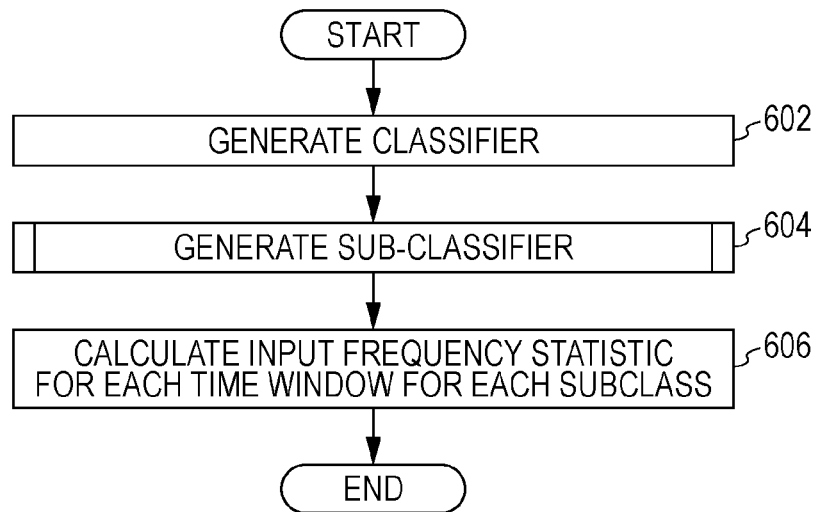 START
GENERATE CLASSIFIER
602
GENERATE SUB-CLASSIFIER
604
CALCULATE INPUT FREQUENCY STATISTIC
FOR EACH TIME WINDOW FOR EACH SUBCLASS
606
END